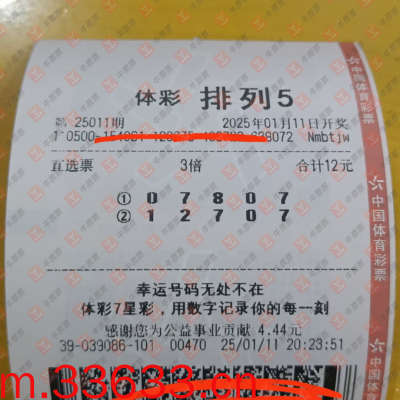 体彩 排列5
第 25011期 2025年01月11日开奖
072 Nmbtjw
直选票 3倍 合计12元
① 0 7 8 0 7
② 1 2 7 0 7
幸运号码无处不在
体彩7星彩，用数字记录你的每一刻
感谢您为公益事业贡献 4.44元
39-039086-101 00470 25/01/11 20:23:51
m.33633.cn
中国体育彩票
中国体育彩票